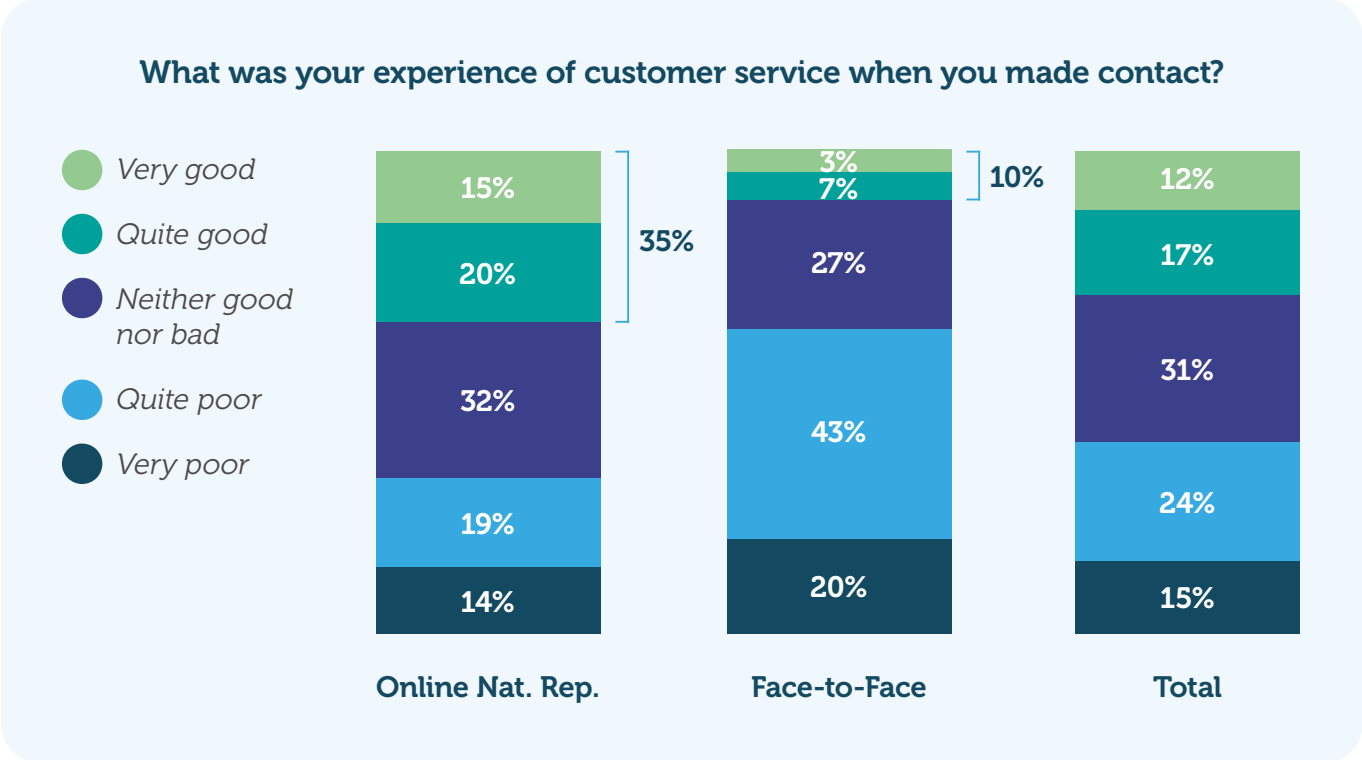 What was your experience of customer service when you made contact?
Very good
Quite good
Neither good
nor bad
Quite poor
Very poor
15%
20%
32%
19%
14%
35%
Online Nat. Rep.
3%
7%
27%
43%
20%
10%
Face-to-Face
12%
17%
31%
24%
15%
Total